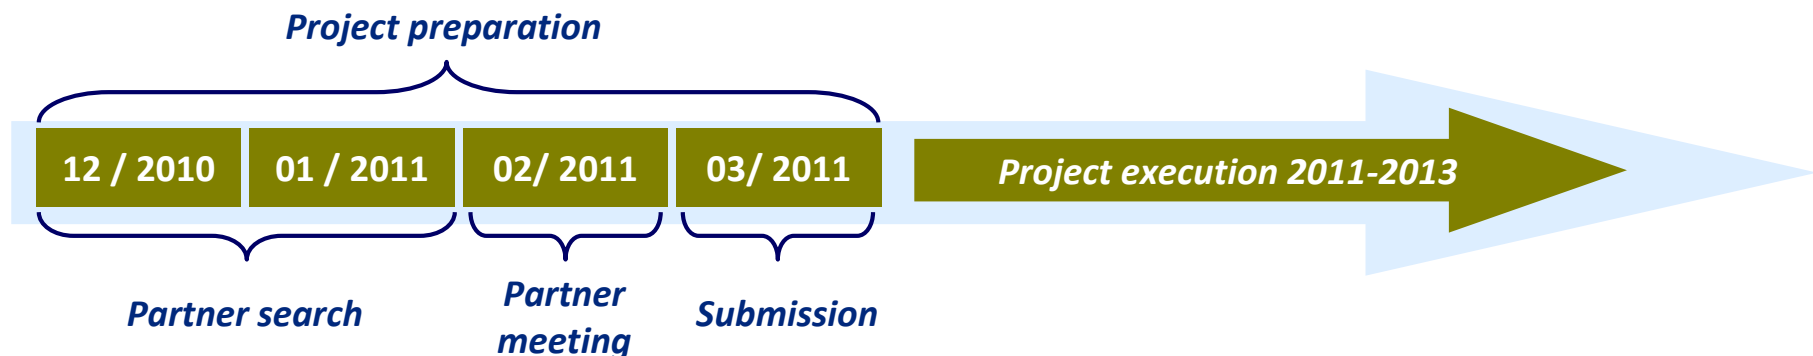 Project preparation
12 / 2010 01 / 2011 02/ 2011 03/ 2011 Project execution 2011-2013
Partner search
Partner
meeting
Submission